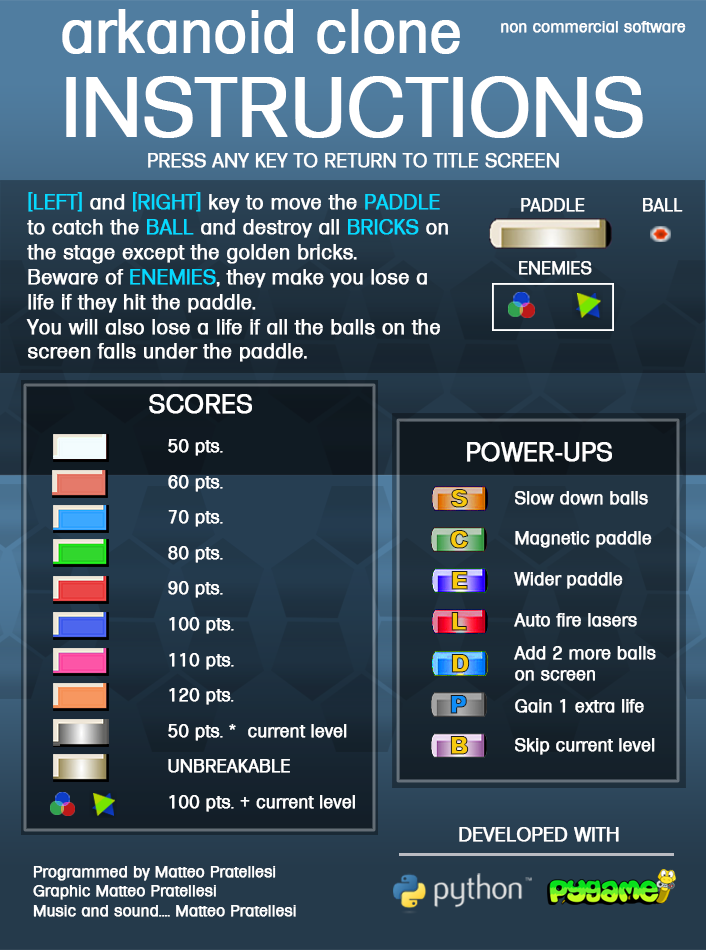 arkanoid clone
non commercial software
INSTRUCTIONS
PRESS ANY KEY TO RETURN TO TITLE SCREEN
[LEFT] and [RIGHT] key to move the PADDLE
to catch the BALL and destroy all BRICKS on
the stage except the golden bricks.
Beware of ENEMIES, they make you lose a
life if they hit the paddle.
You will also lose a life if all the balls on the
screen falls under the paddle.
PADDLE
BALL
ENEMIES
SCORES
50 pts.
60 pts.
70 pts.
80 pts.
90 pts.
100 pts.
110 pts.
120 pts.
50 pts. * current level
UNBREAKABLE
100 pts. + current level
POWER-UPS
S Slow down balls
C Magnetic paddle
E Wider paddle
L Auto fire lasers
D Add 2 more balls
on screen
P Gain 1 extra life
B Skip current level
DEVELOPED WITH
python™
pygame
Programmed by Matteo Pratellesi
Graphic Matteo Pratellesi
Music and sound.... Matteo Pratellesi